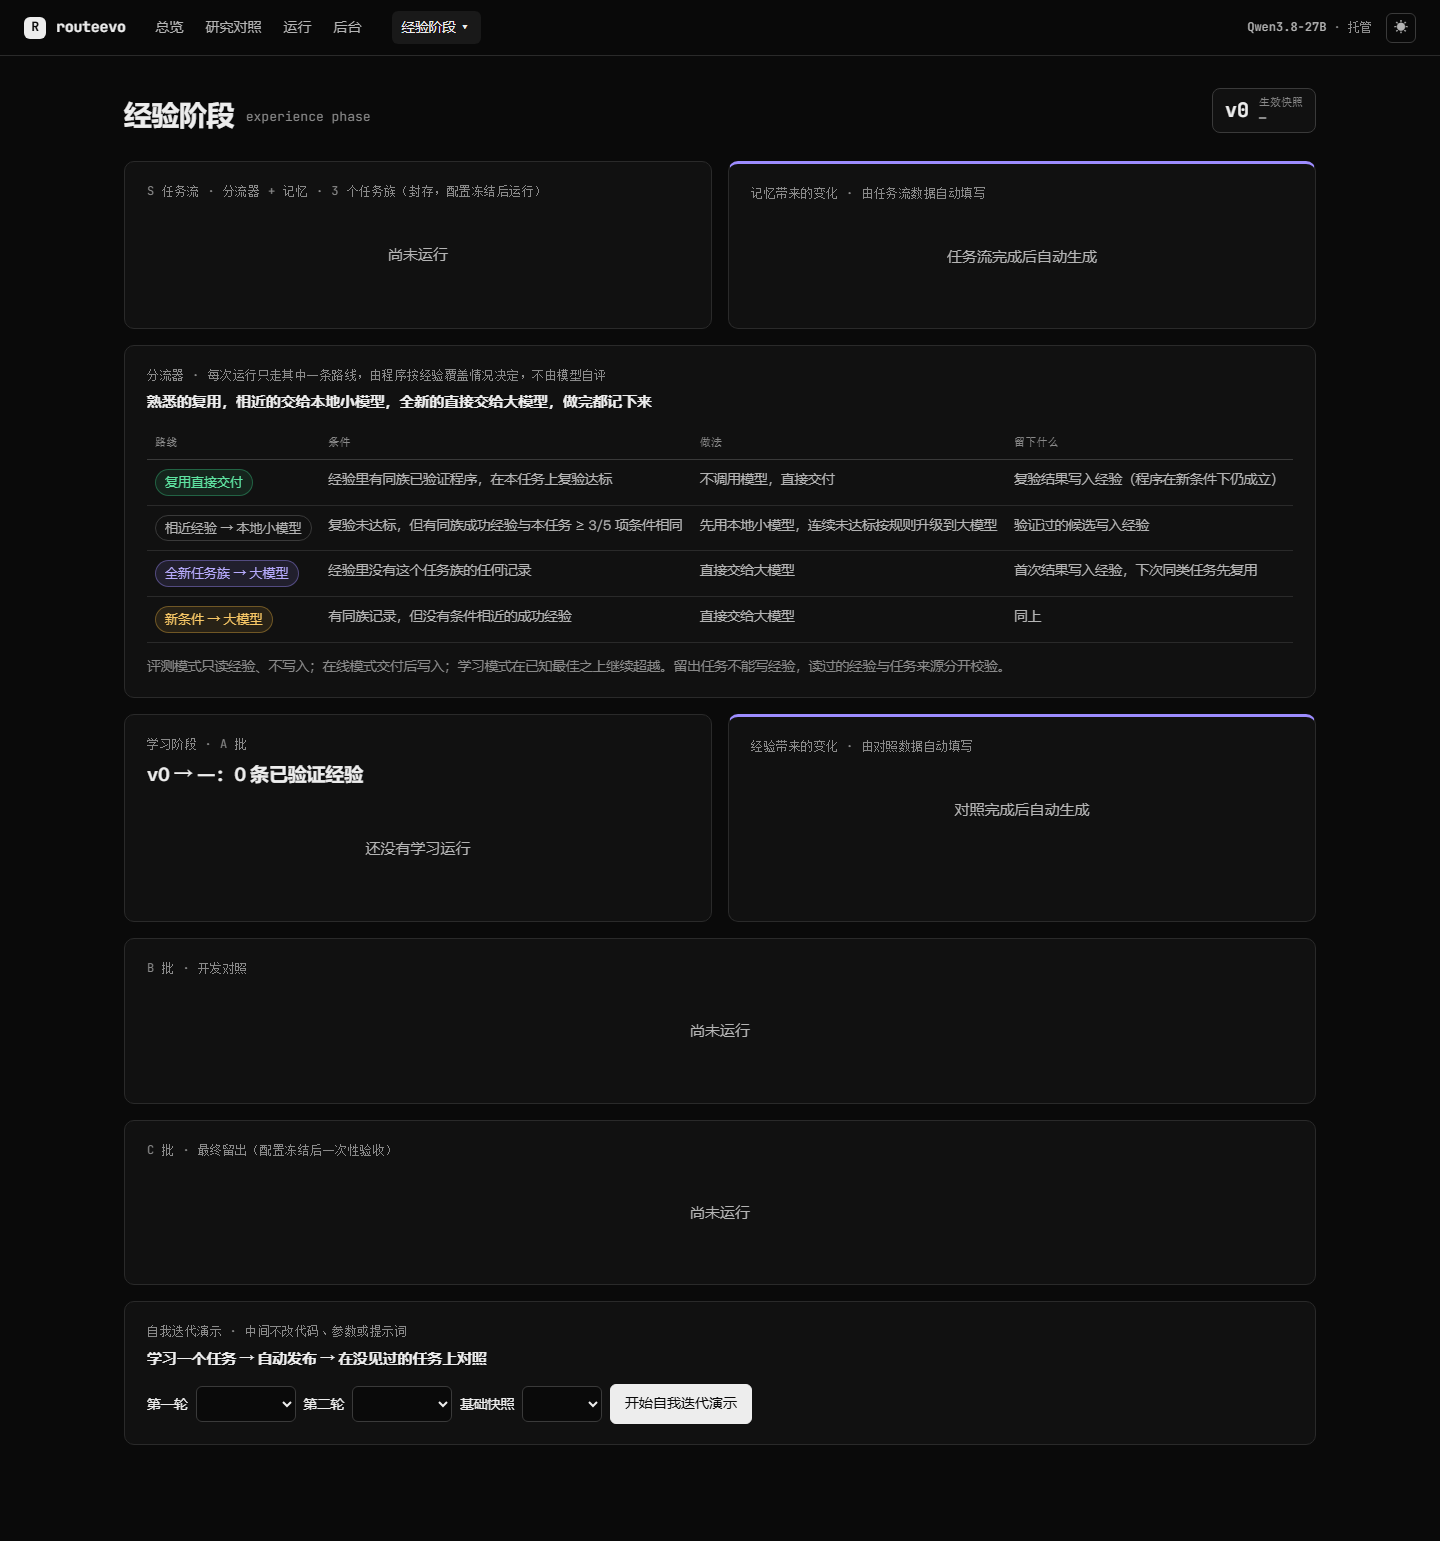 R routeevo 总览 研究对照 运行 后台 经验阶段 ▾ Qwen3.8-27B · 托管
经验阶段 experience phase
v0 生效快照 —
S 任务流 · 分流器 + 记忆 · 3 个任务族（封存，配置冻结后运行）
尚未运行
记忆带来的变化 · 由任务流数据自动填写
任务流完成后自动生成
分流器 · 每次运行只走其中一条路线，由程序按经验覆盖情况决定，不由模型自评
熟悉的复用，相近的交给本地小模型，全新的直接交给大模型，做完都记下来
路线 条件 做法 留下什么
复用直接交付 经验里有同族已验证程序，在本任务上复验达标 不调用模型，直接交付 复验结果写入经验（程序在新条件下仍成立）
相近经验 → 本地小模型 复验未达标，但有同族成功经验与本任务 ≥ 3/5 项条件相同 先用本地小模型，连续未达标按规则升级到大模型 验证过的候选写入经验
全新任务族 → 大模型 经验里没有这个任务族的任何记录 直接交给大模型 首次结果写入经验，下次同类任务先复用
新条件 → 大模型 有同族记录，但没有条件相近的成功经验 直接交给大模型 同上
评测模式只读经验、不写入；在线模式交付后写入；学习模式在已知最佳之上继续超越。留出任务不能写经验，读过的经验与任务来源分开校验。
学习阶段 · A 批
v0 → —：0 条已验证经验
还没有学习运行
经验带来的变化 · 由对照数据自动填写
对照完成后自动生成
B 批 · 开发对照
尚未运行
C 批 · 最终留出（配置冻结后一次性验收）
尚未运行
自我迭代演示 · 中间不改代码、参数或提示词
学习一个任务 → 自动发布 → 在没见过的任务上对照
第一轮 第二轮 基础快照 开始自我迭代演示